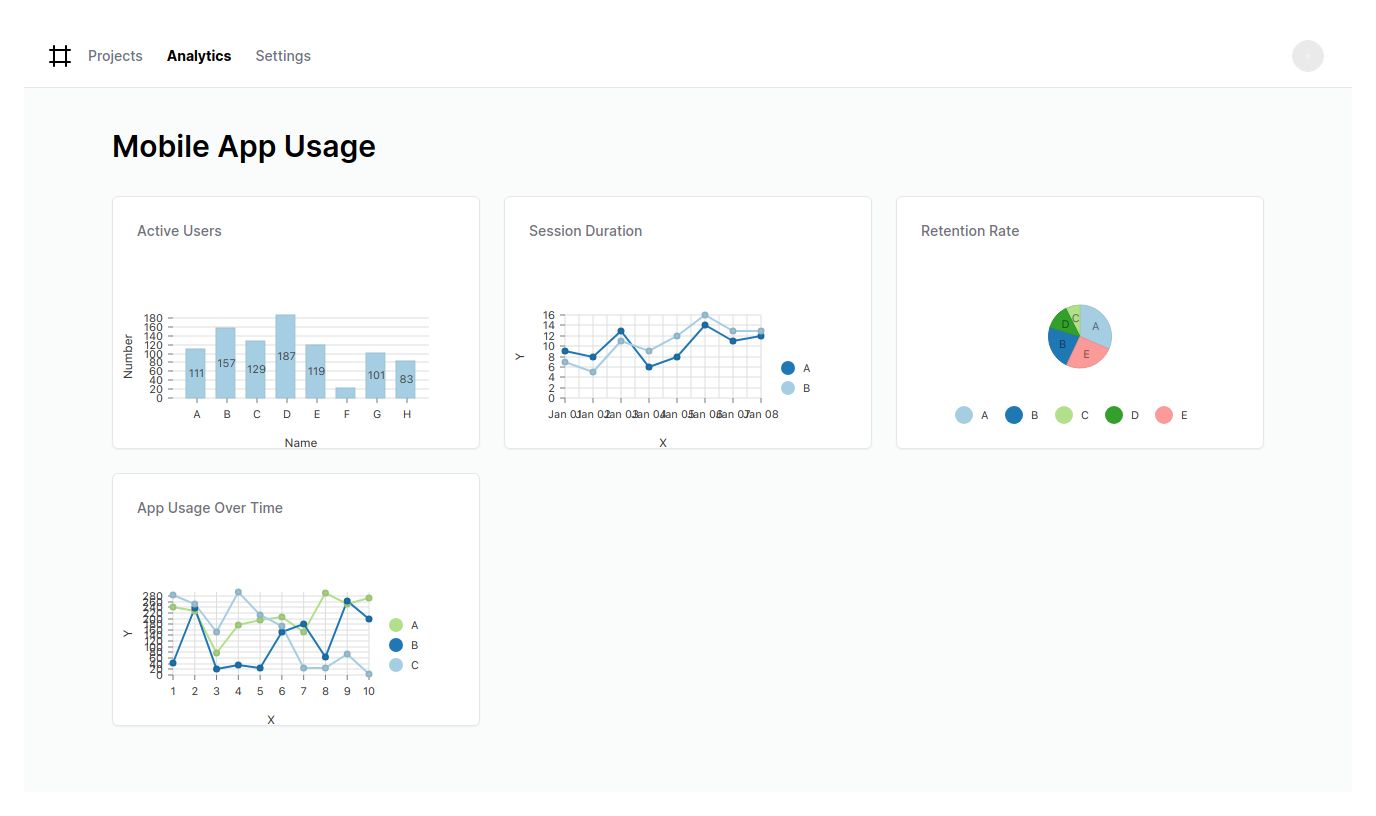 Projects Analytics Settings
Mobile App Usage
Active Users
Number
180
160
140
120
100
80
60
40
20
0
111 157 129 187 119 101 83
A B C D E F G H
Name
Session Duration
Y
16
14
12
10
8
6
4
2
0
Jan 01 Jan 02 Jan 03 Jan 04 Jan 05 Jan 06 Jan 07 Jan 08
X
A
B
Retention Rate
A
B
C
D
E
A B C D E
App Usage Over Time
Y
280
260
240
220
200
180
160
140
120
100
80
60
40
20
0
1 2 3 4 5 6 7 8 9 10
X
A
B
C